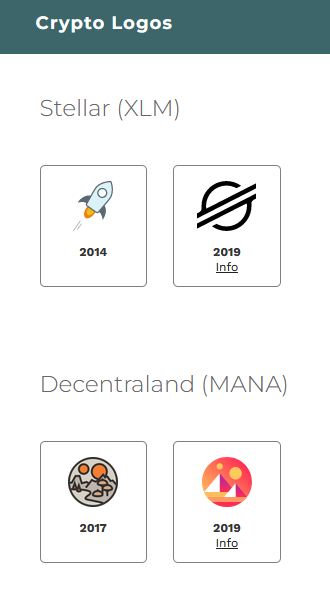 Crypto Logos
Stellar (XLM)
2014
2019
Info
Decentraland (MANA)
2017
2019
Info